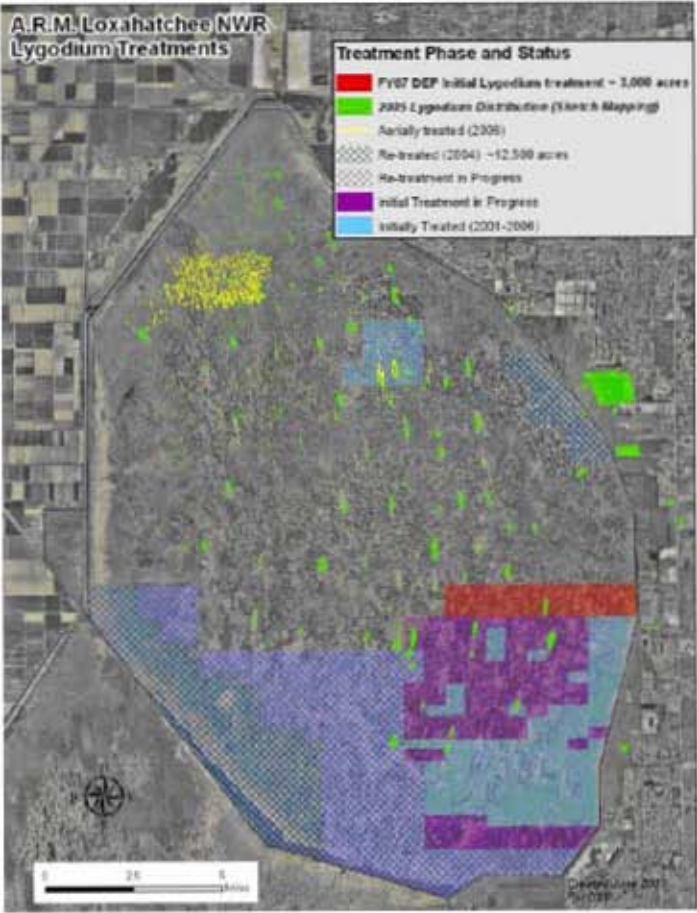 A.R.M. Loxahatchee NWR
Lygodium Treatments
Treatment Phase and Status
FY07 DEP Initial Lygodium treatment ~ 3,000 acres
2005 Lygodium Distribution (Sketch Mapping)
Aerially treated (2006)
Re-treated (2004) ~12,500 acres
Re-treatment in Progress
Initial Treatment in Progress
Initially Treated (2001-2006)
0 2.5 5
Miles